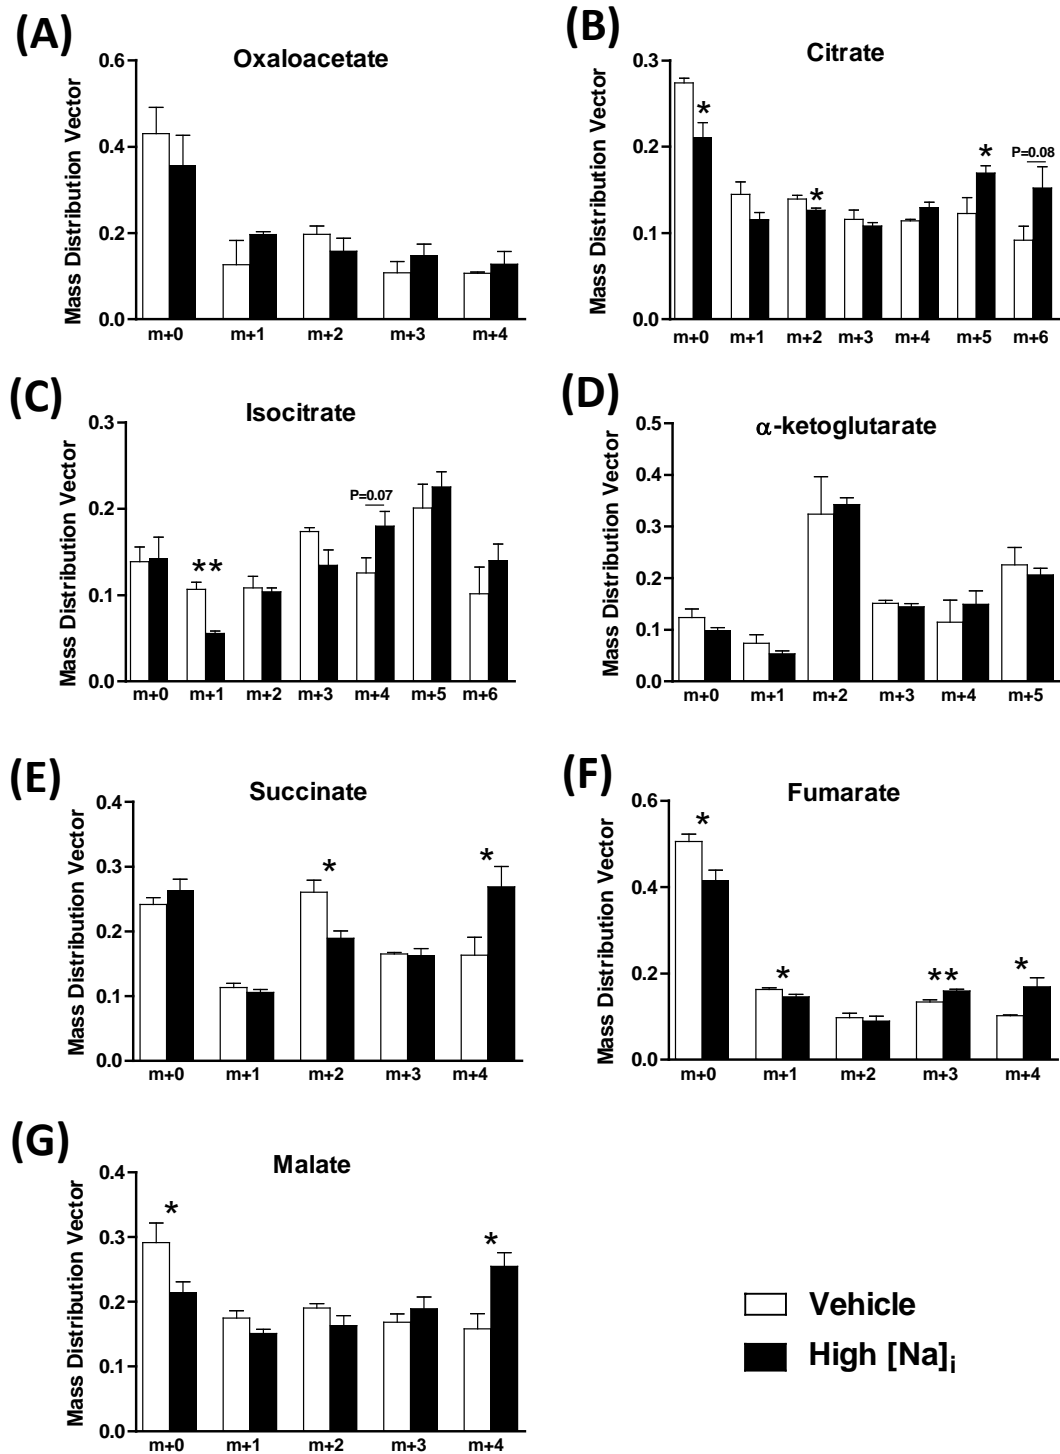 (A)
Oxaloacetate
Mass Distribution Vector
0.6
0.4
0.2
0.0
m+0 m+1 m+2 m+3 m+4
(B)
Citrate
Mass Distribution Vector
0.3
0.2
0.1
0.0
* * * P=0.08
m+0 m+1 m+2 m+3 m+4 m+5 m+6
(C)
Isocitrate
Mass Distribution Vector
0.3
0.2
0.1
0.0
** P=0.07
m+0 m+1 m+2 m+3 m+4 m+5 m+6
(D)
α-ketoglutarate
Mass Distribution Vector
0.5
0.4
0.3
0.2
0.1
0.0
m+0 m+1 m+2 m+3 m+4 m+5
(E)
Succinate
Mass Distribution Vector
0.4
0.3
0.2
0.1
0.0
* *
m+0 m+1 m+2 m+3 m+4
(F)
Fumarate
Mass Distribution Vector
0.6
0.4
0.2
0.0
* * ** *
m+0 m+1 m+2 m+3 m+4
(G)
Malate
Mass Distribution Vector
0.4
0.3
0.2
0.1
0.0
* *
m+0 m+1 m+2 m+3 m+4
Vehicle
High [Na]i